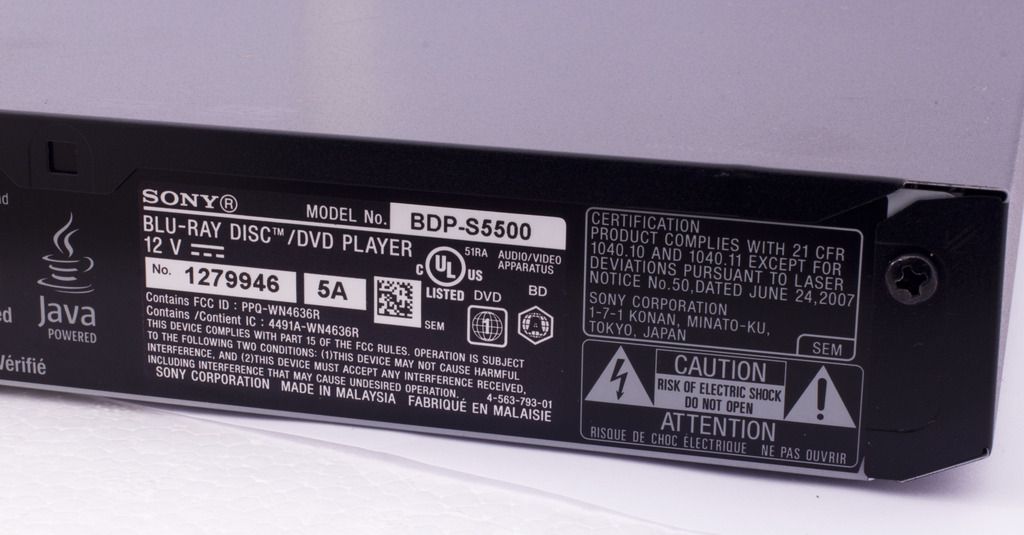 Java
POWERED
Vérifié
SONY®
MODEL No. BDP-S5500
BLU-RAY DISC™/DVD PLAYER
12 V
No. 1279946
5A
SEM
C UL US
LISTED
51RA
AUDIO/VIDEO
APPARATUS
DVD
1
BD
Contains FCC ID : PPQ-WN4636R
Contains /Contient IC : 4491A-WN4636R
THIS DEVICE COMPLIES WITH PART 15 OF THE FCC RULES. OPERATION IS SUBJECT
TO THE FOLLOWING TWO CONDITIONS: (1)THIS DEVICE MAY NOT CAUSE HARMFUL
INTERFERENCE, AND (2)THIS DEVICE MUST ACCEPT ANY INTERFERENCE RECEIVED,
INCLUDING INTERFERENCE THAT MAY CAUSE UNDESIRED OPERATION.
4-563-793-01
SONY CORPORATION MADE IN MALAYSIA FABRIQUÉ EN MALAISIE
CERTIFICATION
PRODUCT COMPLIES WITH 21 CFR
1040.10 AND 1040.11 EXCEPT FOR
DEVIATIONS PURSUANT TO LASER
NOTICE No.50,DATED JUNE 24,2007
SONY CORPORATION
1-7-1 KONAN, MINATO-KU,
TOKYO, JAPAN
SEM
CAUTION
RISK OF ELECTRIC SHOCK
DO NOT OPEN
ATTENTION
RISQUE DE CHOC ÉLECTRIQUE NE PAS OUVRIR